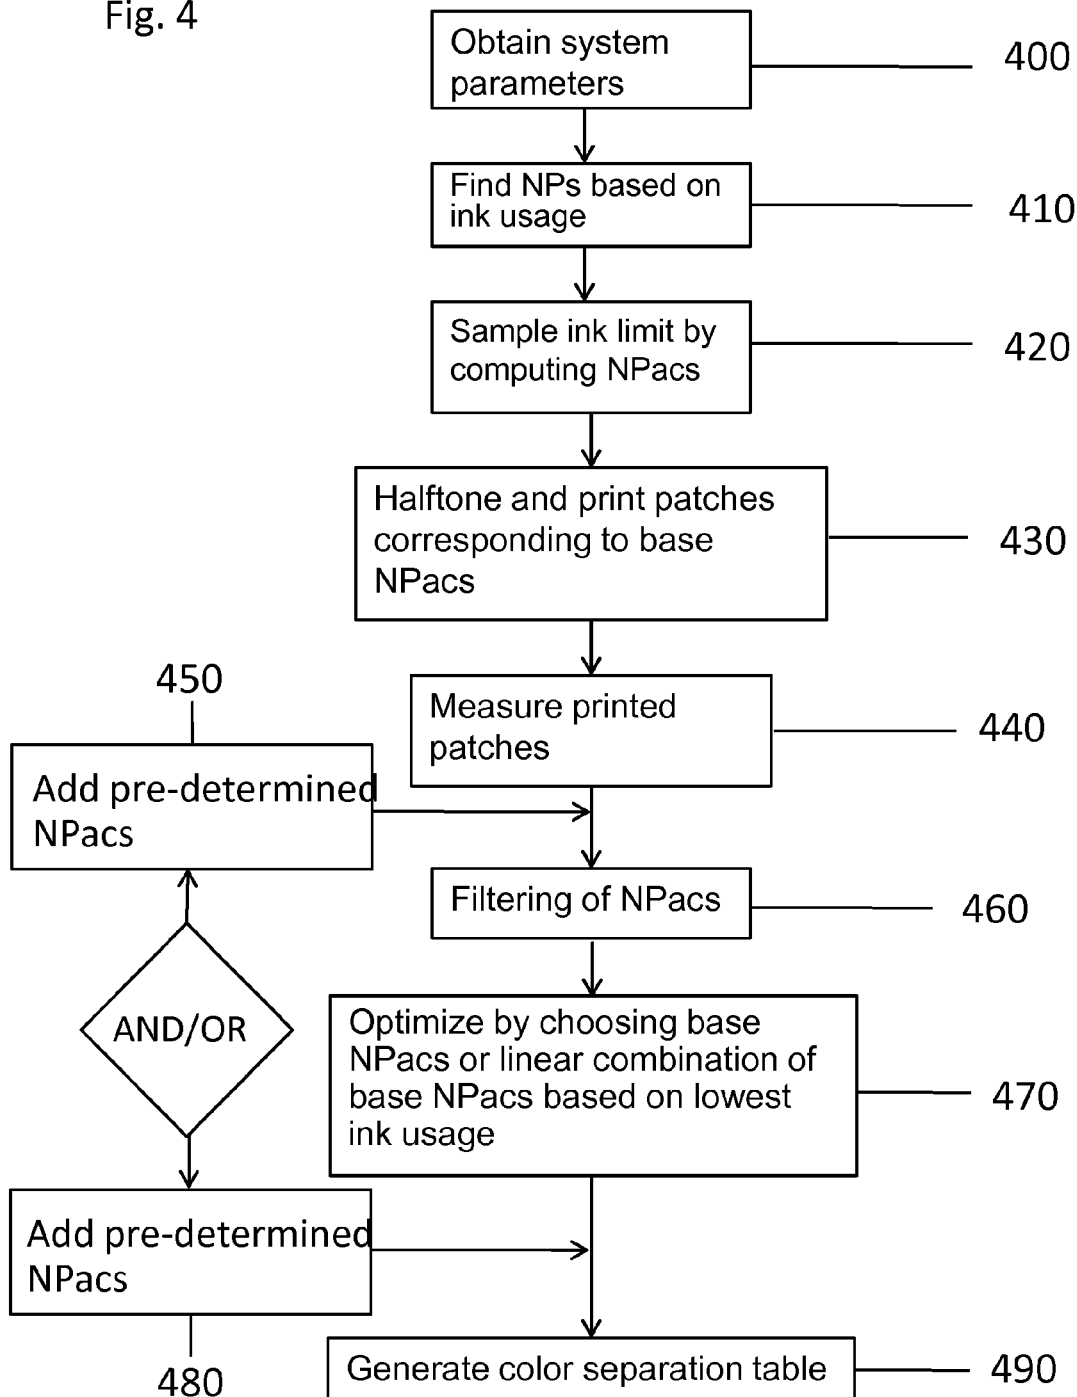 Fig. 4
Obtain system
parameters
400
Find NPs based on
ink usage
410
Sample ink limit by
computing NPacs
420
Halftone and print patches
corresponding to base
NPacs
430
Measure printed
patches
440
450
Add pre-determined
NPacs
Filtering of NPacs
460
AND/OR
Optimize by choosing base
NPacs or linear combination of
base NPacs based on lowest
ink usage
470
Add pre-determined
NPacs
480
Generate color separation table
490